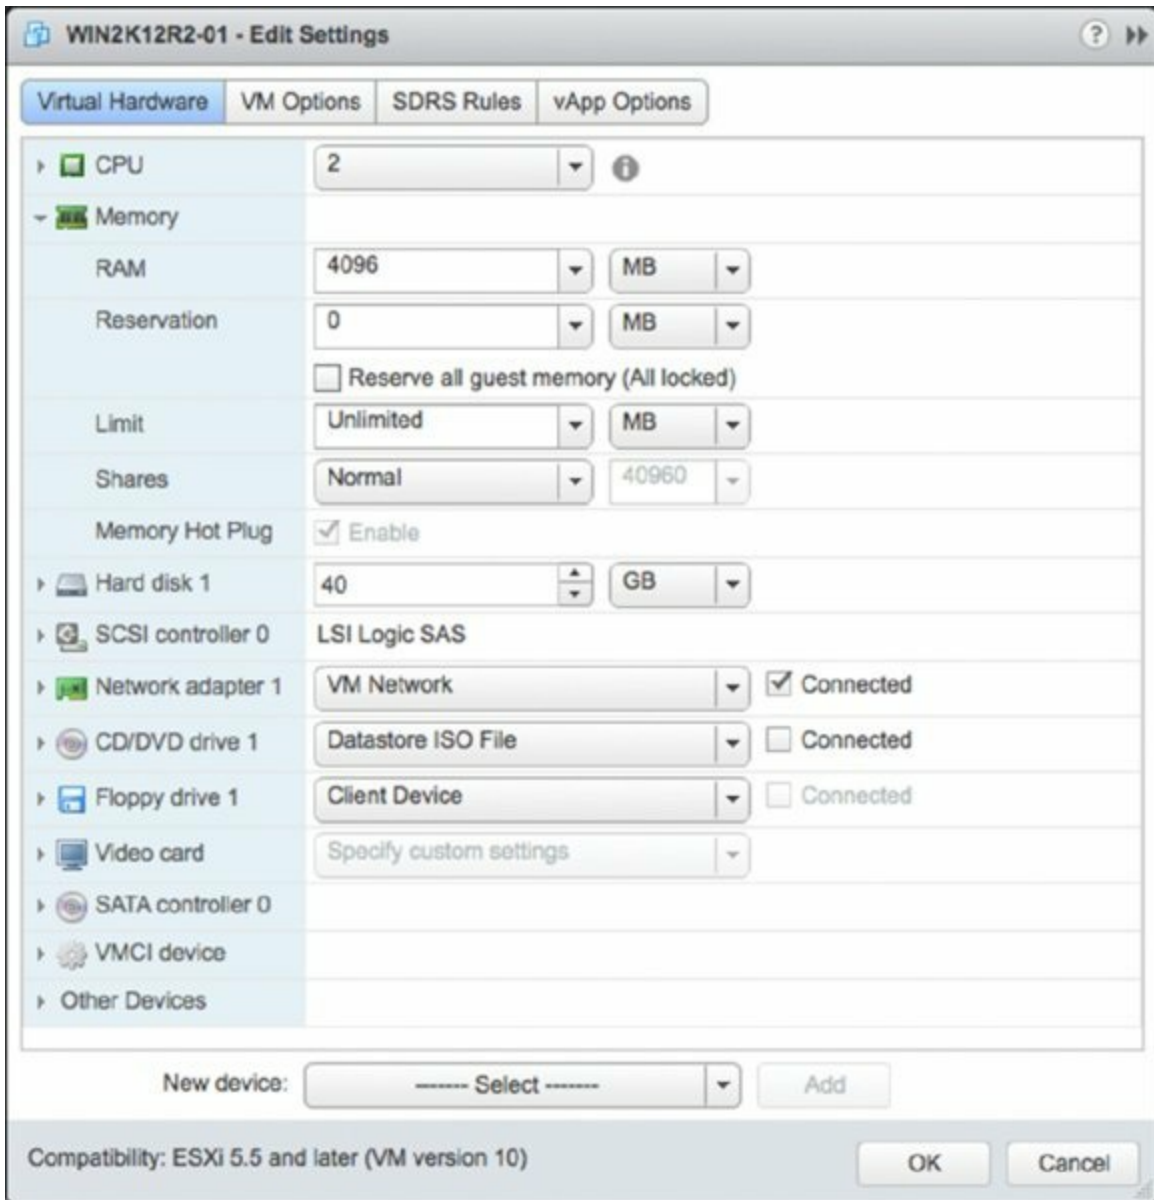 WIN2K12R2-01 - Edit Settings ?
Virtual Hardware VM Options SDRS Rules vApp Options
CPU 2
Memory
RAM 4096 MB
Reservation 0 MB
Reserve all guest memory (All locked)
Limit Unlimited MB
Shares Normal 40960
Memory Hot Plug Enable
Hard disk 1 40 GB
SCSI controller 0 LSI Logic SAS
Network adapter 1 VM Network Connected
CD/DVD drive 1 Datastore ISO File Connected
Floppy drive 1 Client Device Connected
Video card Specify custom settings
SATA controller 0
VMCI device
Other Devices
New device: ------- Select ------- Add
Compatibility: ESXi 5.5 and later (VM version 10) OK Cancel